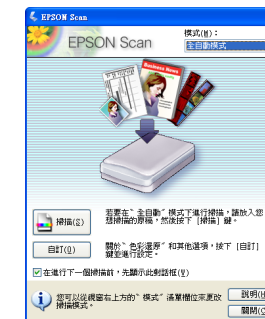 EPSON Scan
EPSON Scan
模式(M):
全自動模式
Business News
掃描(S)
若要在〝全自動〞模式下進行掃描，請放入您
想掃描的原稿，然後按下 [掃描] 鍵。
自訂(O)
關於〝色彩還原〞和其他選項，按下 [自訂]
鍵並進行設定。
在進行下一個掃描前，先顯示此對話框(V)
您可以從視窗右上方的〝模式〞清單欄位來更改
掃描模式。
說明(H
關閉(C